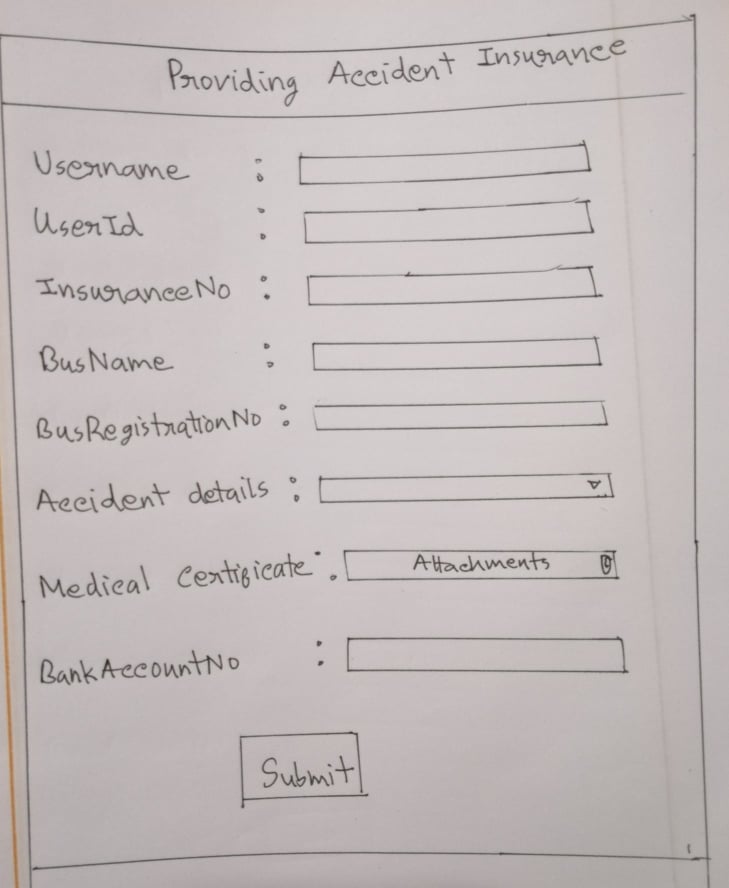 Providing Accident Insurance
Username :
UserId :
InsuranceNo :
BusName :
BusRegistrationNo :
Accident details :
Medical Certificate : Attachments
BankAccountNo :
Submit